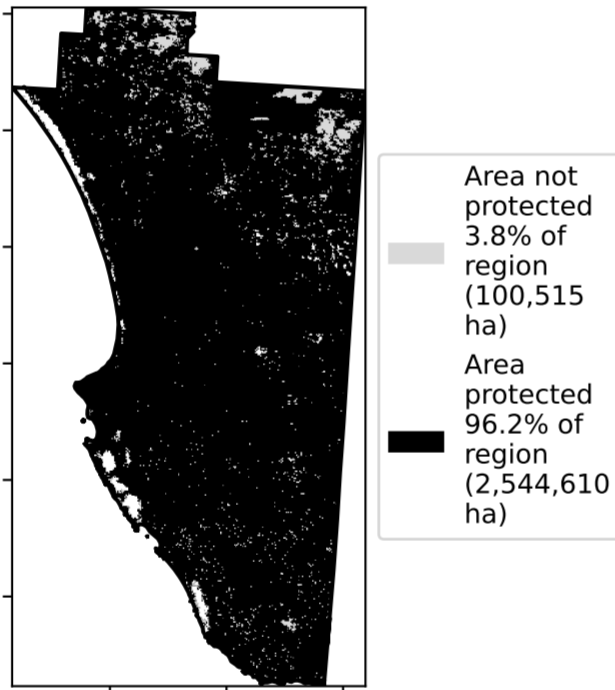 Area not
protected
3.8% of
region
(100,515
ha)
Area
protected
96.2% of
region
(2,544,610
ha)